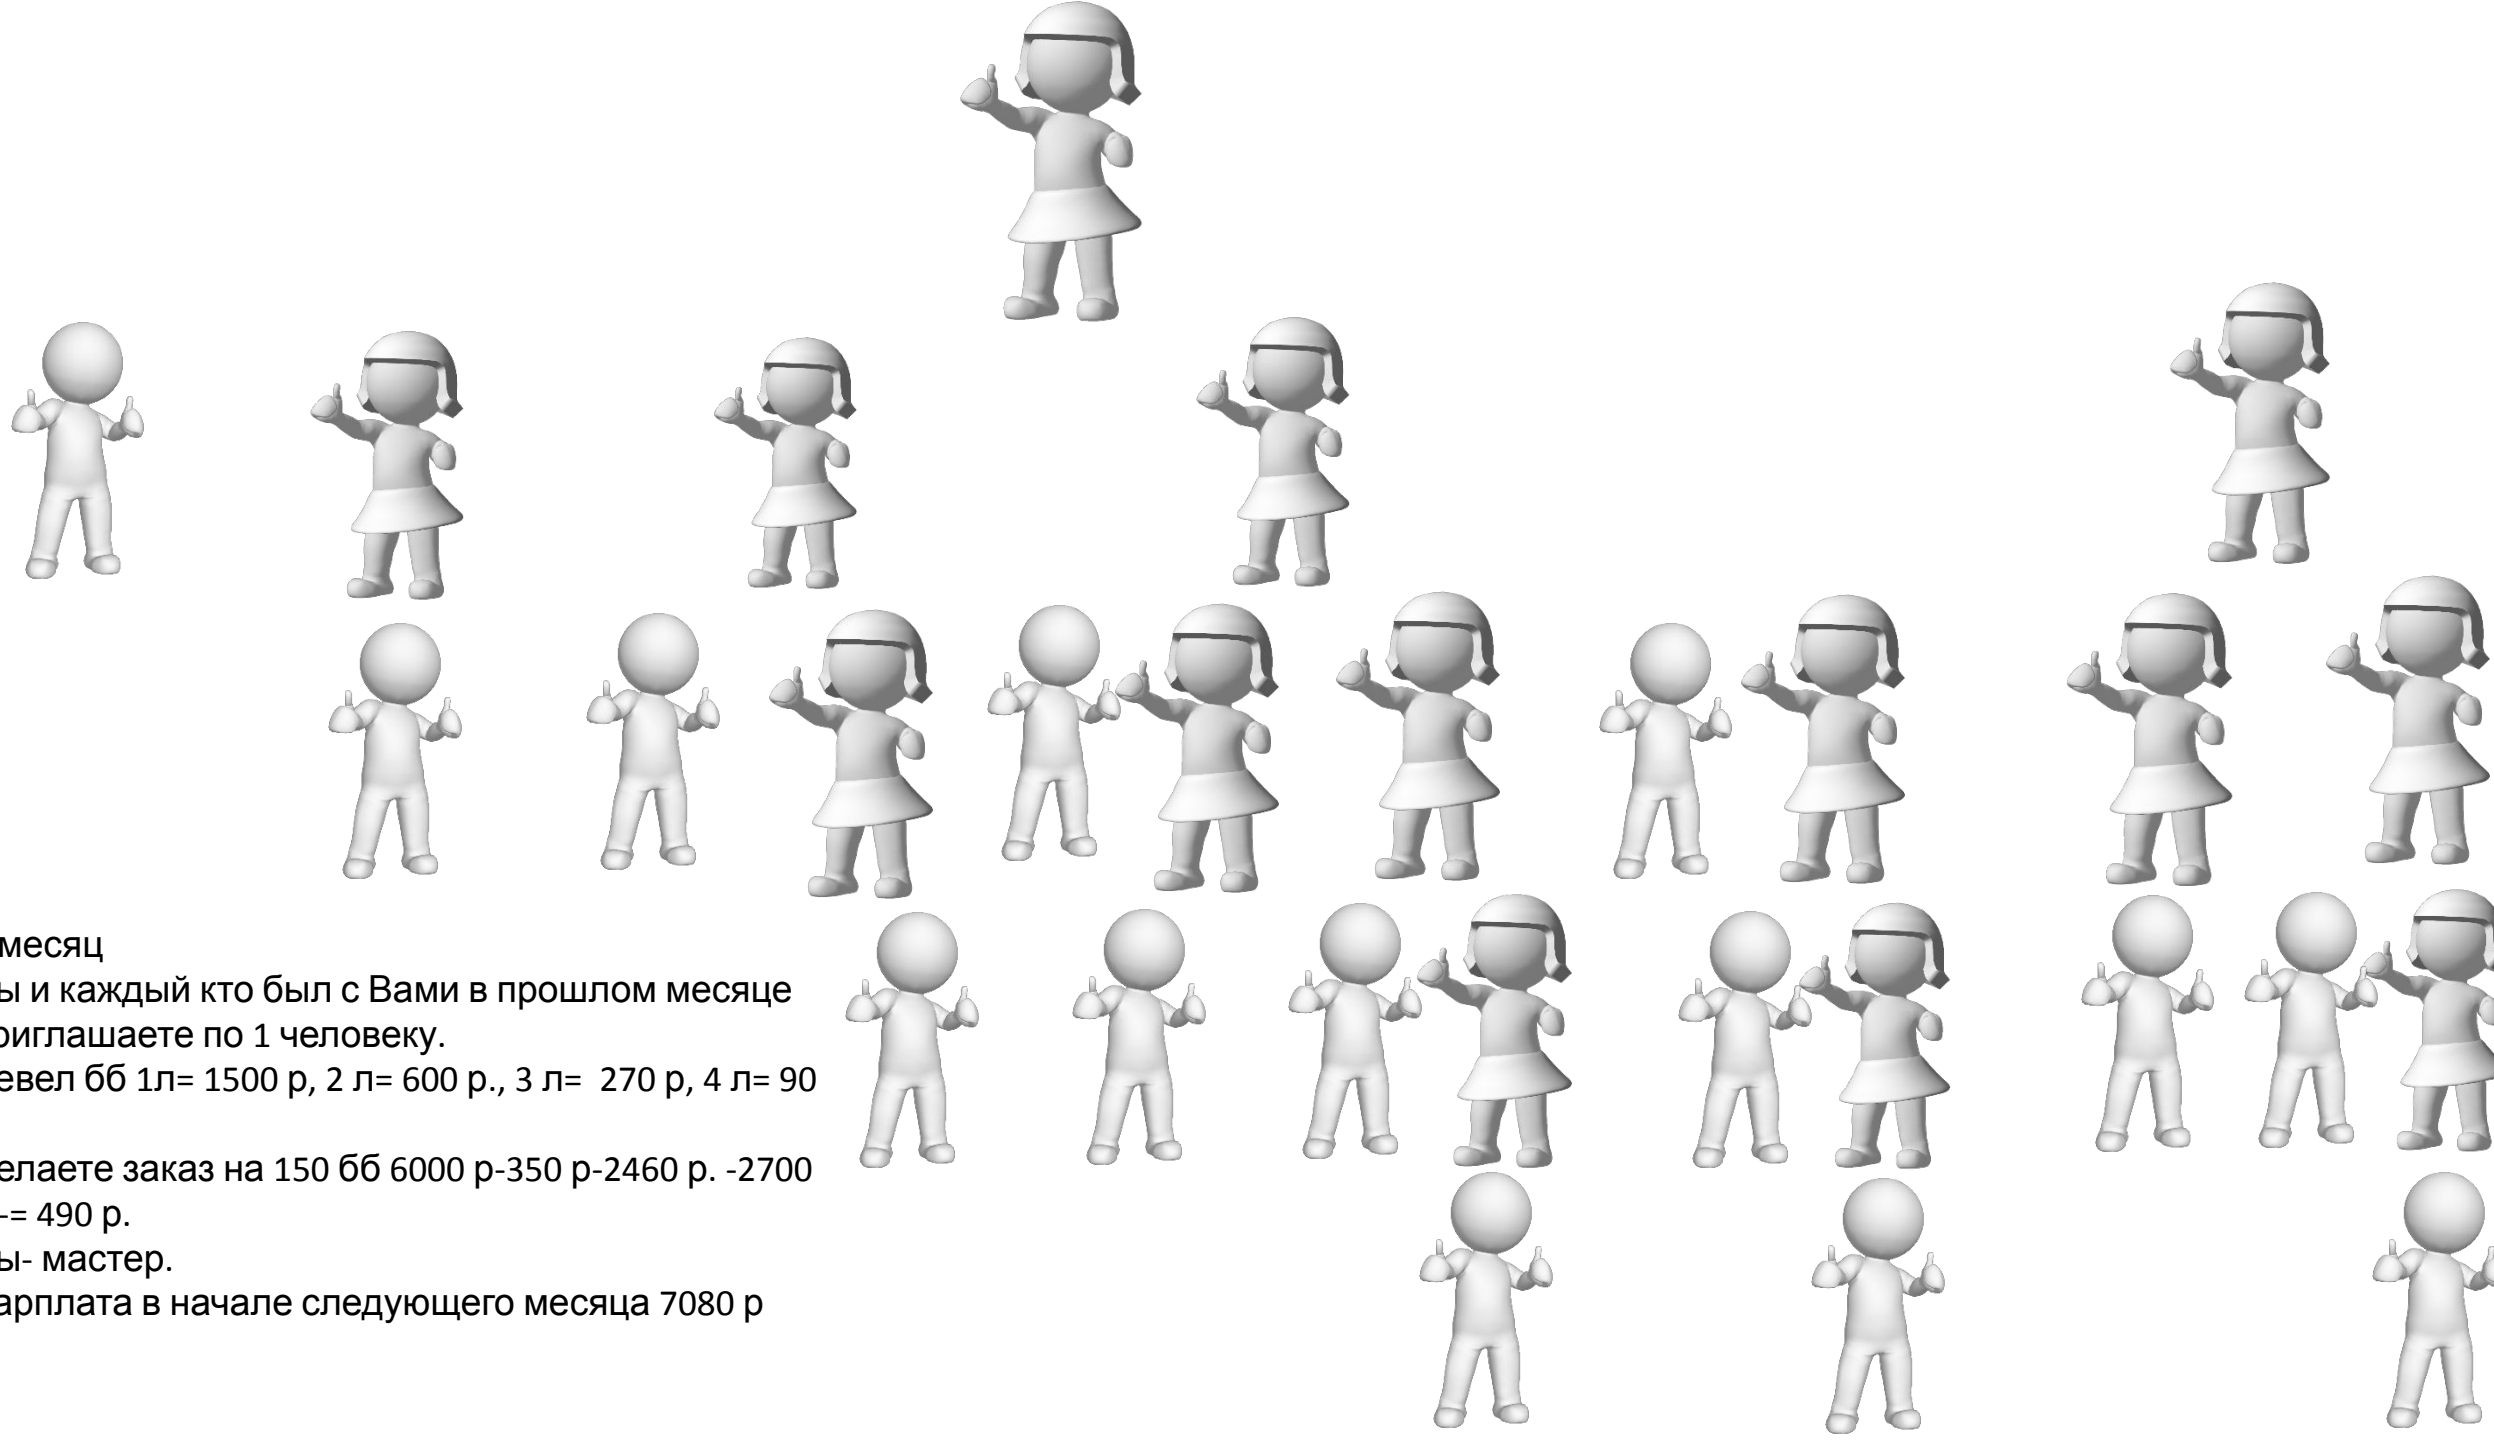 месяц
ы и каждый кто был с Вами в прошлом месяце
риглашаете по 1 человеку.
евел бб 1л= 1500 р, 2 л= 600 р., 3 л=  270 р, 4 л= 90
елаете заказ на 150 бб 6000 р-350 р-2460 р. -2700
-= 490 р.
ы- мастер.
арплата в начале следующего месяца 7080 р